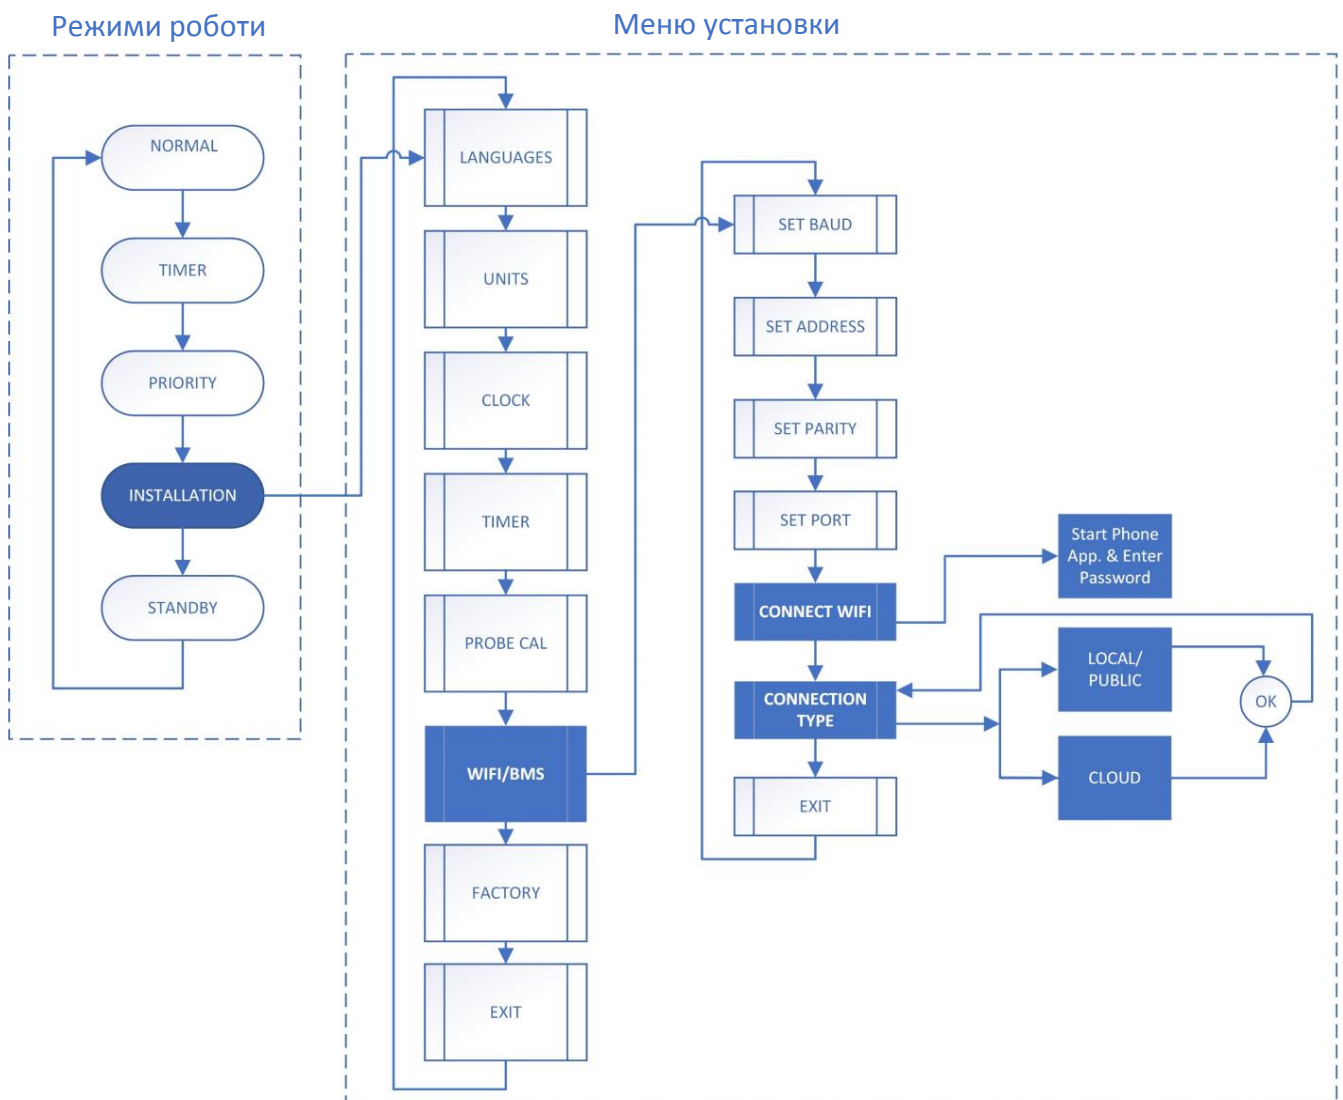 Режими роботи
Меню установки
NORMAL
TIMER
PRIORITY
INSTALLATION
STANDBY
LANGUAGES
UNITS
CLOCK
TIMER
PROBE CAL
WIFI/BMS
FACTORY
EXIT
SET BAUD
SET ADDRESS
SET PARITY
SET PORT
CONNECT WIFI
CONNECTION
TYPE
EXIT
Start Phone
App. & Enter
Password
LOCAL/
PUBLIC
OK
CLOUD